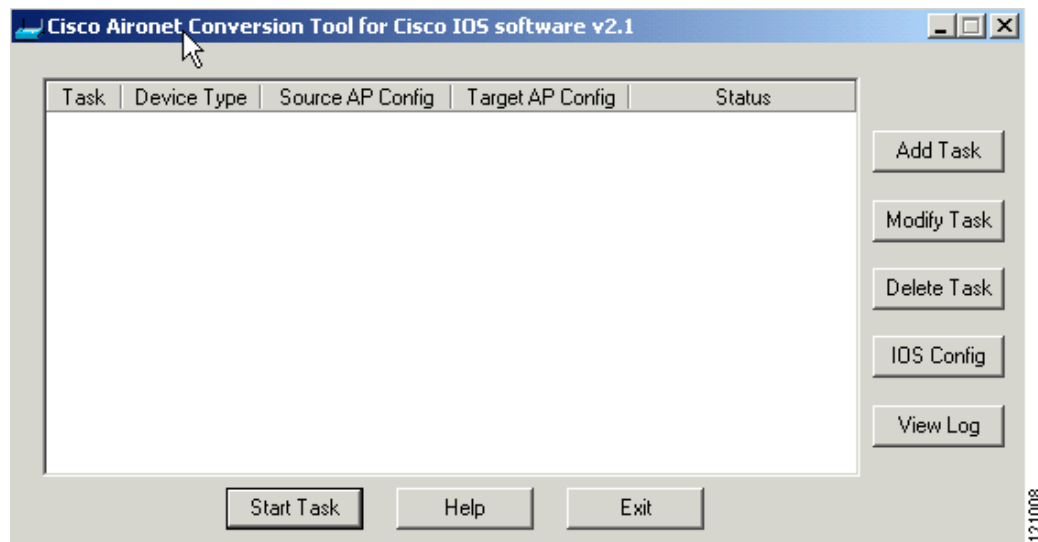 Cisco Aironet Conversion Tool for Cisco IOS software v2.1
Task Device Type Source AP Config Target AP Config Status
Add Task
Modify Task
Delete Task
IOS Config
View Log
Start Task Help Exit
121008